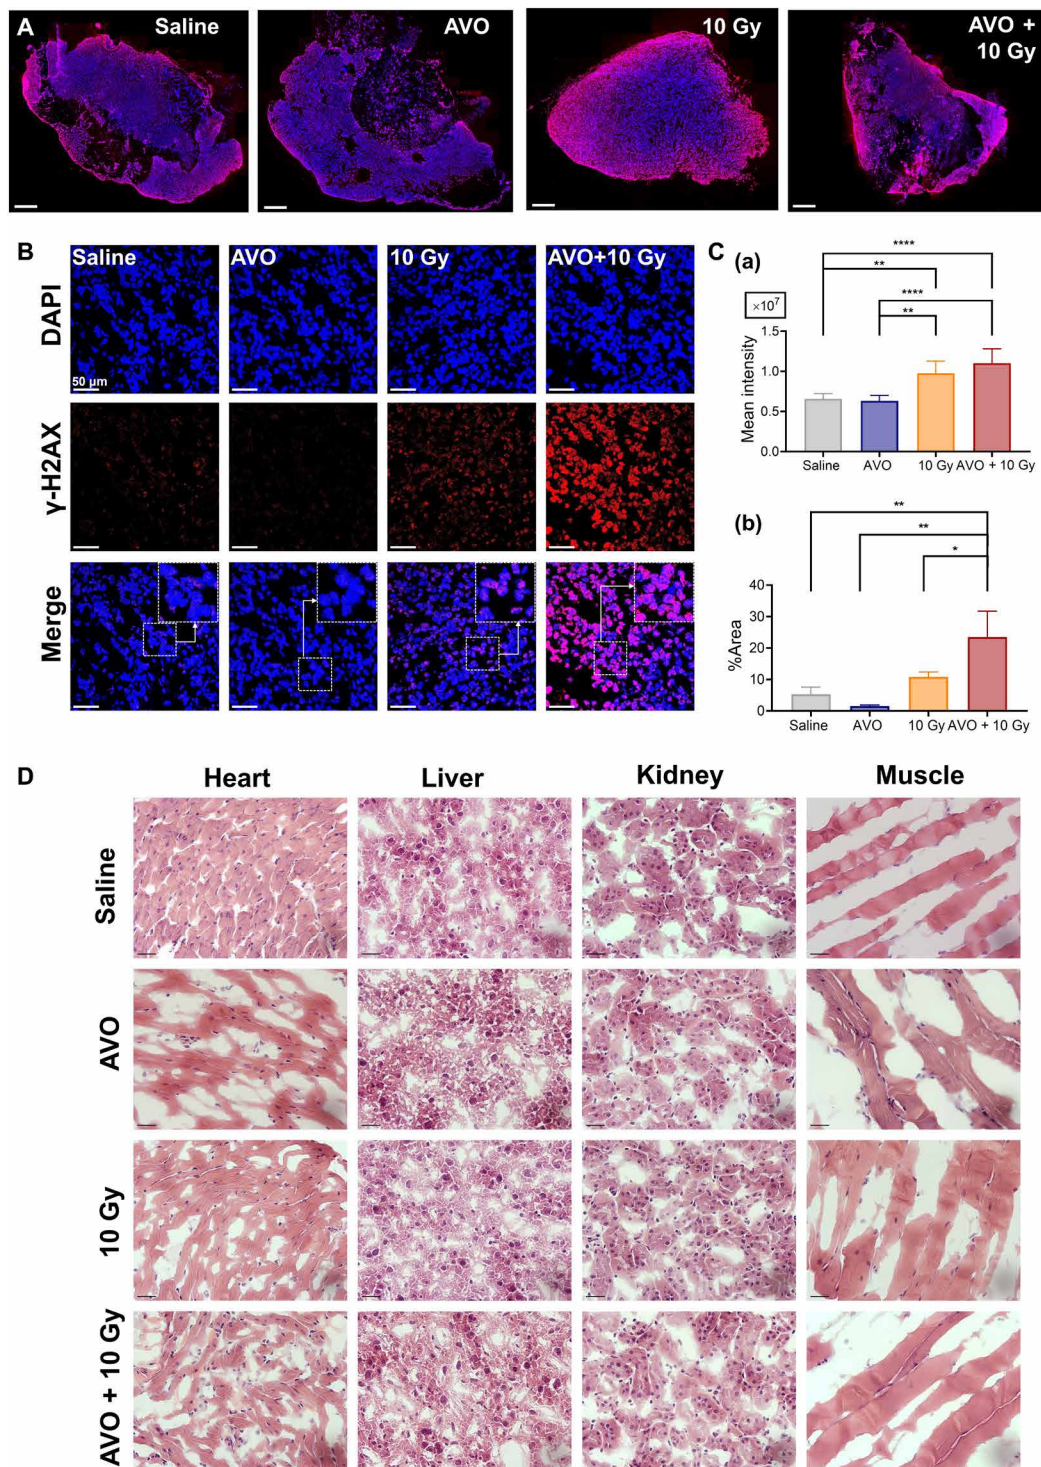 A
Saline
AVO
10 Gy
AVO +
10 Gy
B
Saline
AVO
10 Gy
AVO+10 Gy
DAPI
50 μm
γ-H2AX
Merge
C
(a)
****
**
****
**
×10⁷
Mean intensity
1.5
1.0
0.5
0.0
Saline
AVO
10 Gy
AVO + 10 Gy
(b)
**
**
*
%Area
40
30
20
10
0
Saline
AVO
10 Gy
AVO + 10 Gy
D
Heart
Liver
Kidney
Muscle
Saline
AVO
10 Gy
AVO + 10 Gy